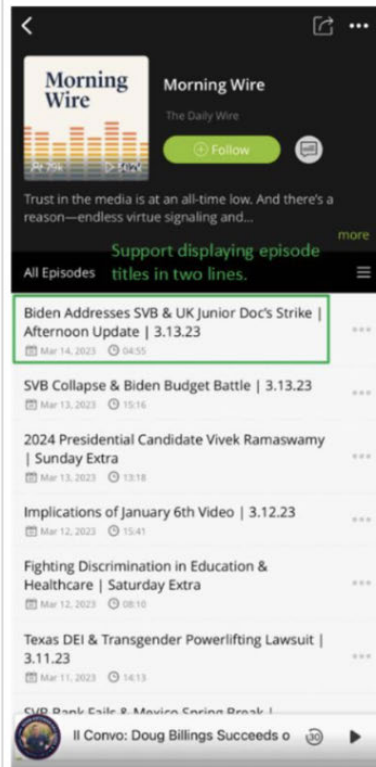 Morning
Wire
Morning Wire
The Daily Wire
Follow
Trust in the media is at an all-time low. And there's a
reason—endless virtue signaling and...
more
Support displaying episode
titles in two lines.
All Episodes
Biden Addresses SVB & UK Junior Doc's Strike |
Afternoon Update | 3.13.23
Mar 14, 2023 04:55
SVB Collapse & Biden Budget Battle | 3.13.23
Mar 13, 2023 15:16
2024 Presidential Candidate Vivek Ramaswamy
| Sunday Extra
Mar 13, 2023 13:18
Implications of January 6th Video | 3.12.23
Mar 12, 2023 15:41
Fighting Discrimination in Education &
Healthcare | Saturday Extra
Mar 12, 2023 08:10
Texas DEI & Transgender Powerlifting Lawsuit |
3.11.23
Mar 11, 2023 14:13
SVB Bank Fails & Mexico Spring Break |
ll Convo: Doug Billings Succeeds o
30